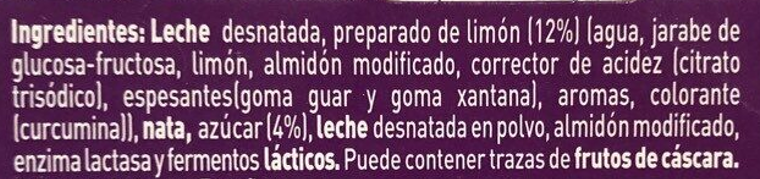 Ingredientes: Leche desnatada, preparado de limón (12%) (agua, jarabe de
glucosa-fructosa, limón, almidón modificado, corrector de acidez (citrato
trisódico), espesantes(goma guar y goma xantana), aromas, colorante
(curcumina)), nata, azúcar (4%), leche desnatada en polvo, almidón modificado,
enzima lactasa y fermentos lácticos. Puede contener trazas de frutos de cáscara.